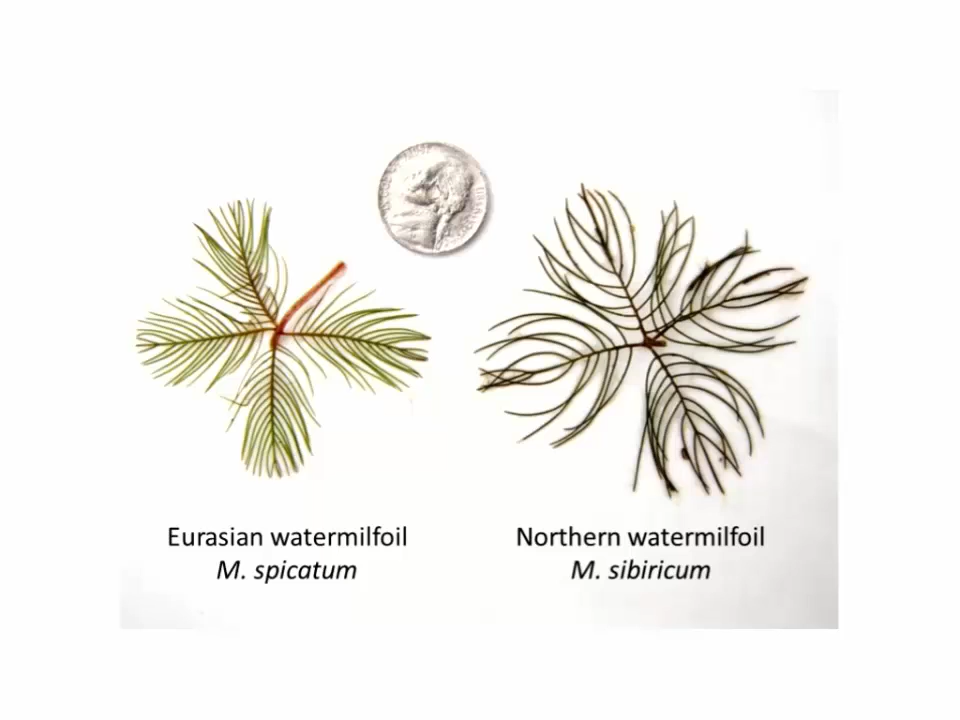 Eurasian watermilfoil
M. spicatum
Northern watermilfoil
M. sibiricum